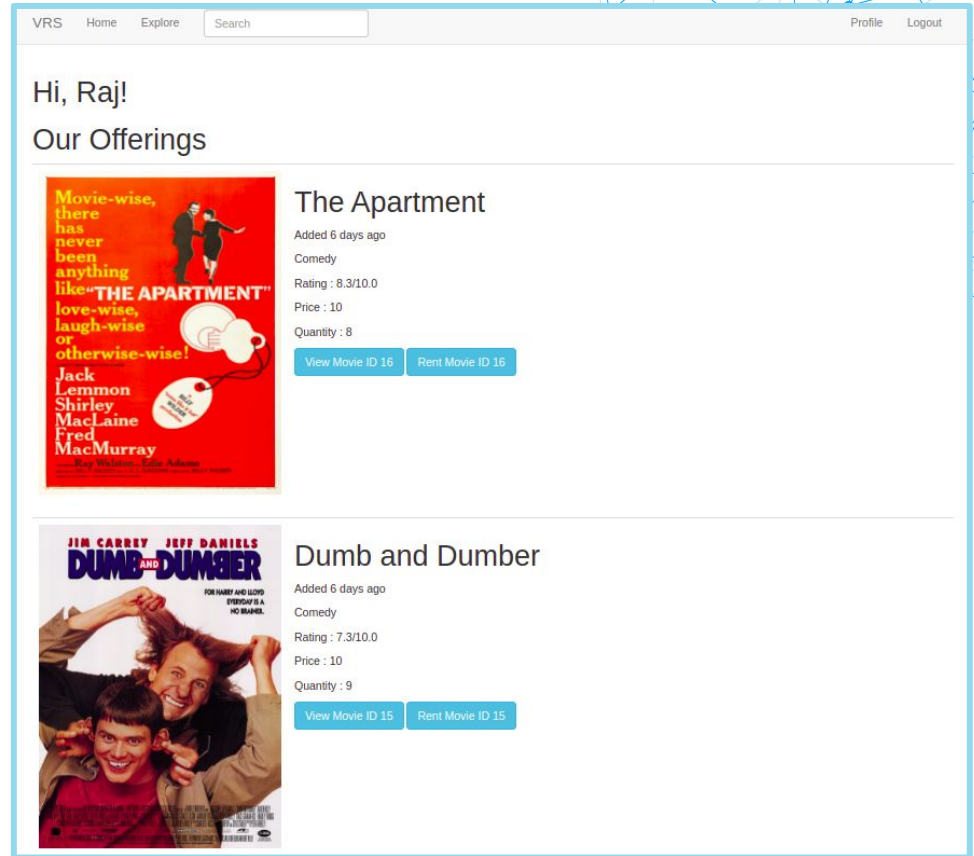 VRS Home Explore Search Profile Logout
Hi, Raj!
Our Offerings
Movie-wise,
there
has
never
been
anything
like "THE APARTMENT"
love-wise,
laugh-wise
or
otherwise-wise!
Jack
Lemmon
Shirley
MacLaine
Fred
MacMurray
Ray Walston Edie Adams
The Apartment
Added 6 days ago
Comedy
Rating : 8.3/10.0
Price : 10
Quantity : 8
View Movie ID 16 Rent Movie ID 16
JIM CARREY JEFF DANIELS
DUMB AND DUMBER
FOR HARRY AND LLOYD
EVERYDAY IS A
NO BRAINER.
Dumb and Dumber
Added 6 days ago
Comedy
Rating : 7.3/10.0
Price : 10
Quantity : 9
View Movie ID 15 Rent Movie ID 15